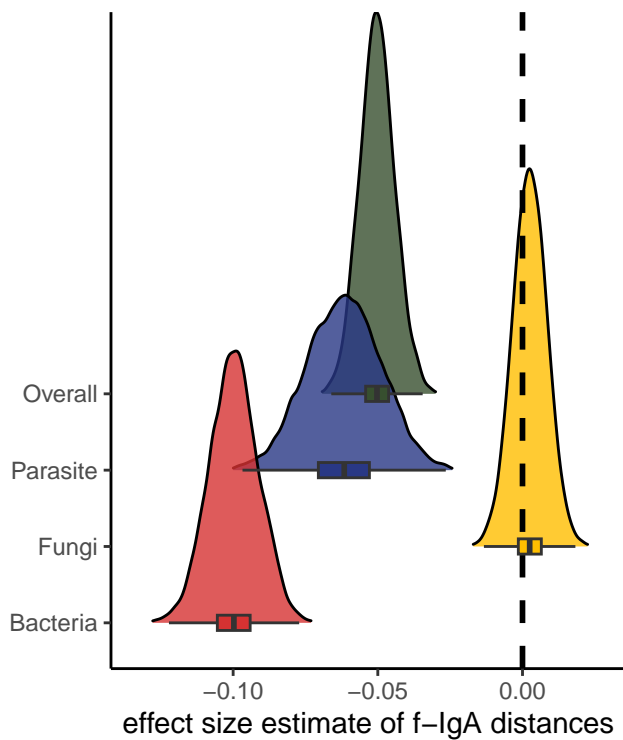 Overall
Parasite
Fungi
Bacteria
−0.10 −0.05 0.00
effect size estimate of f−IgA distances